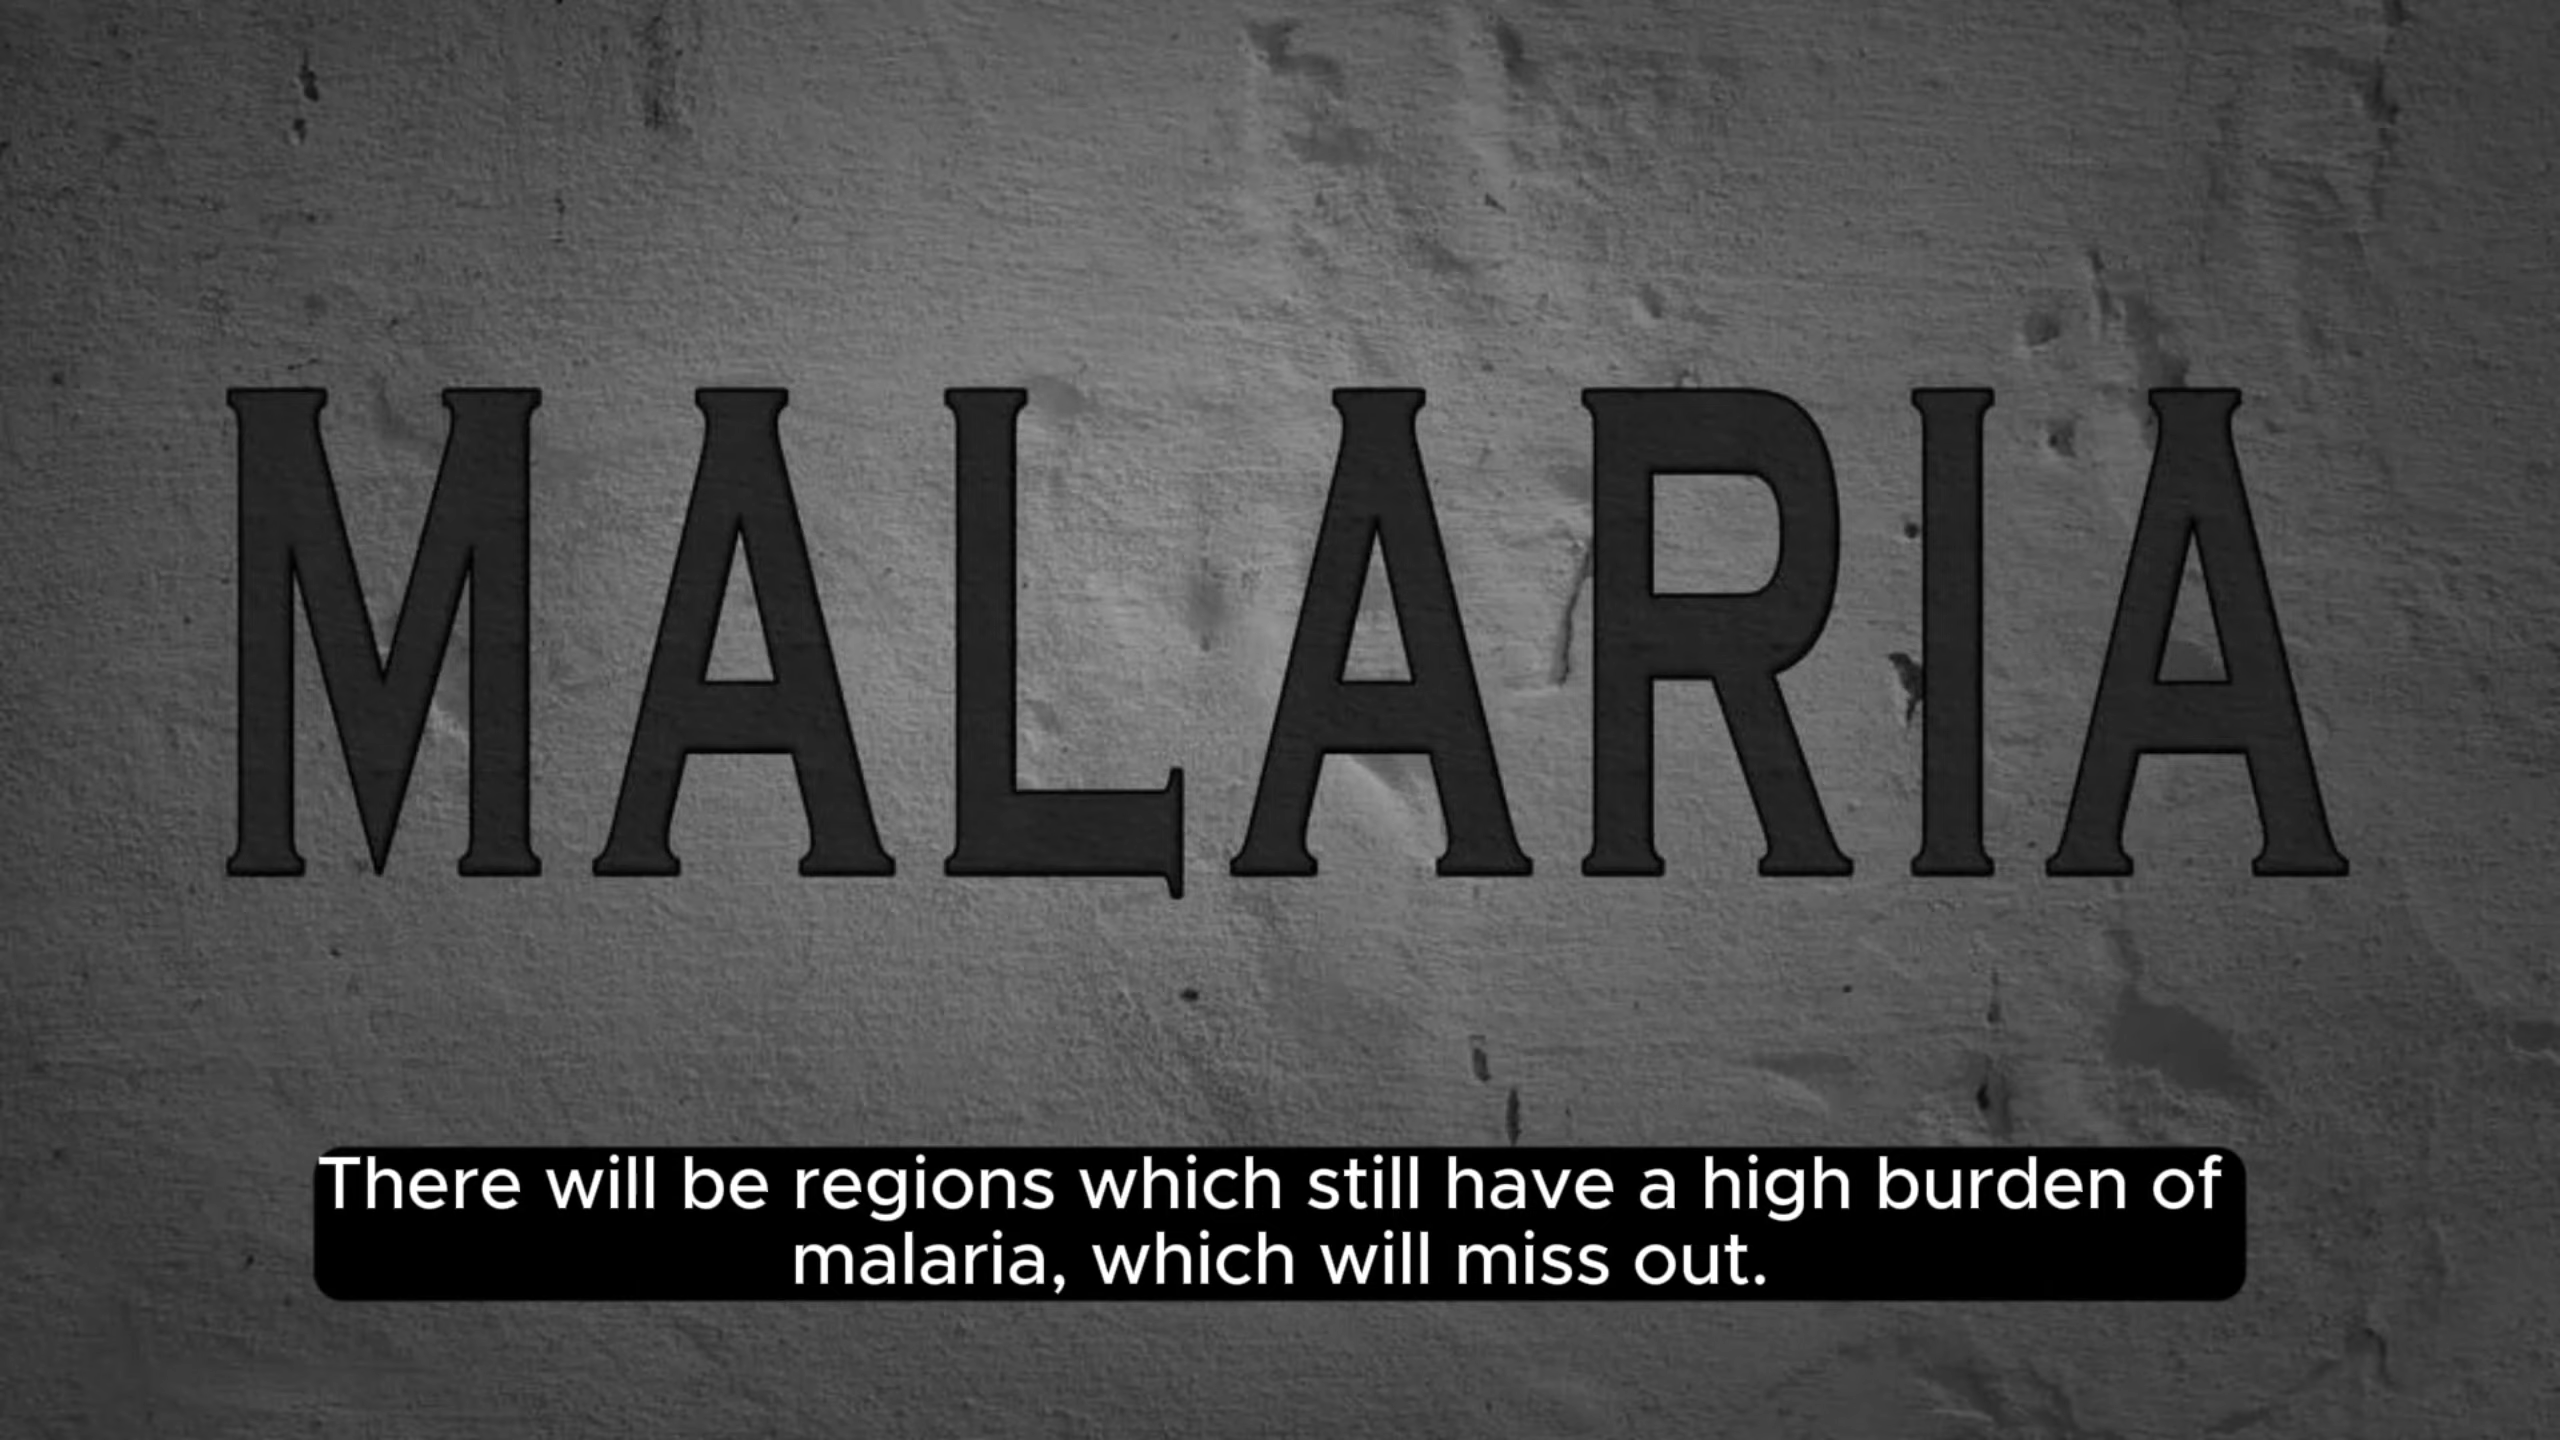 MALARIA
There will be regions which still have a high burden of
malaria, which will miss out.